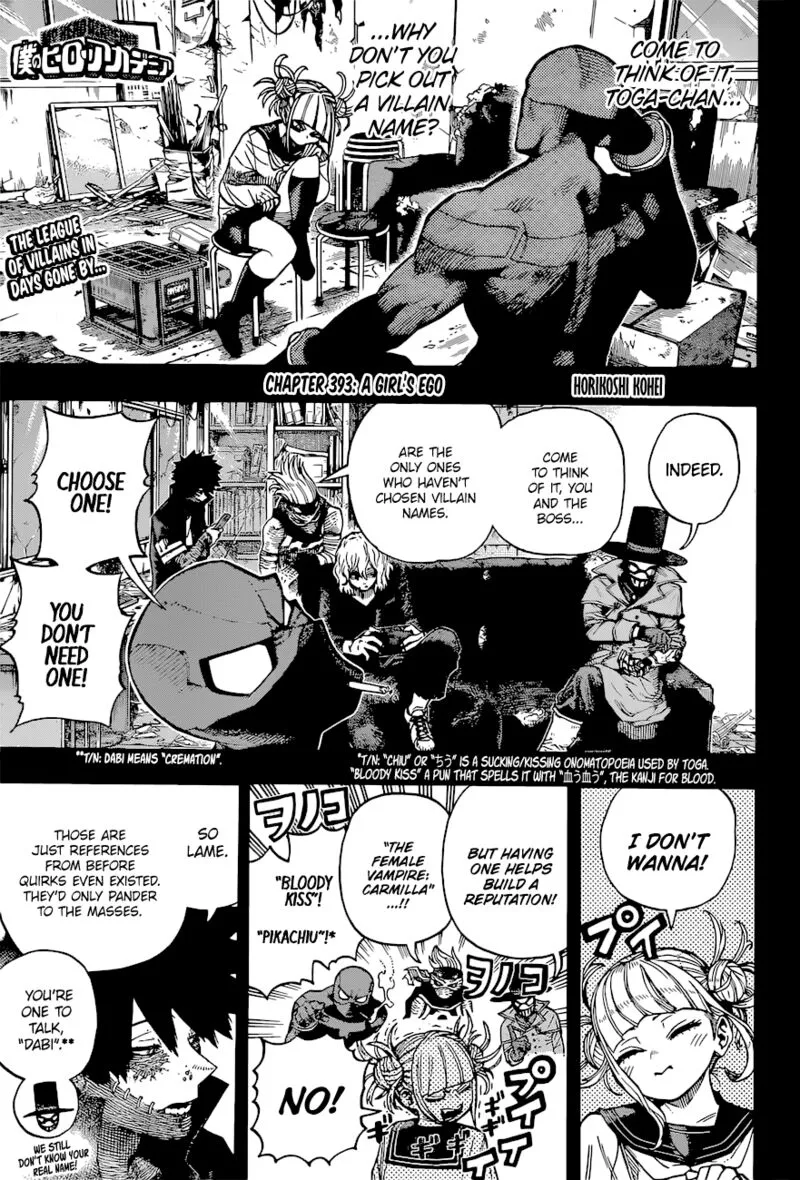 COME TO
THINK OF IT,
TOGA-CHAN...
...WHY
DON'T YOU
PICK OUT
A VILLAIN
NAME?
僕のヒーローアカデミア
THE LEAGUE
OF VILLAINS IN
DAYS GONE BY...
CHAPTER 393: A GIRL'S EGO
HORIKOSHI KOHEI
INDEED.
COME
TO THINK
OF IT, YOU
AND THE
BOSS...
ARE THE
ONLY ONES
WHO HAVEN'T
CHOSEN VILLAIN
NAMES.
CHOOSE
ONE!
YOU
DON'T
NEED
ONE!
**T/N: DABI MEANS "CREMATION".
*T/N: "CHIU" OR "ちう" IS A SUCKING/KISSING ONOMATOPOEIA USED BY TOGA.
"BLOODY KISS" A PUN THAT SPELLS IT WITH "血う血う", THE KANJI FOR BLOOD.
I DON'T
WANNA!
プイ
BUT HAVING
ONE HELPS
BUILD A
REPUTATION!
"THE
FEMALE
VAMPIRE:
CARMILLA"
...!!
ヲノコ
"BLOODY
KISS"!
"PIKACHIU"!*
ヲノコ
NO!
プイプイ
ギギギ
SO
LAME.
THOSE ARE
JUST REFERENCES
FROM BEFORE
QUIRKS EVEN EXISTED.
THEY'D ONLY PANDER
TO THE MASSES.
YOU'RE
ONE TO
TALK,
"DABI".**
WE STILL
DON'T KNOW YOUR
REAL NAME!